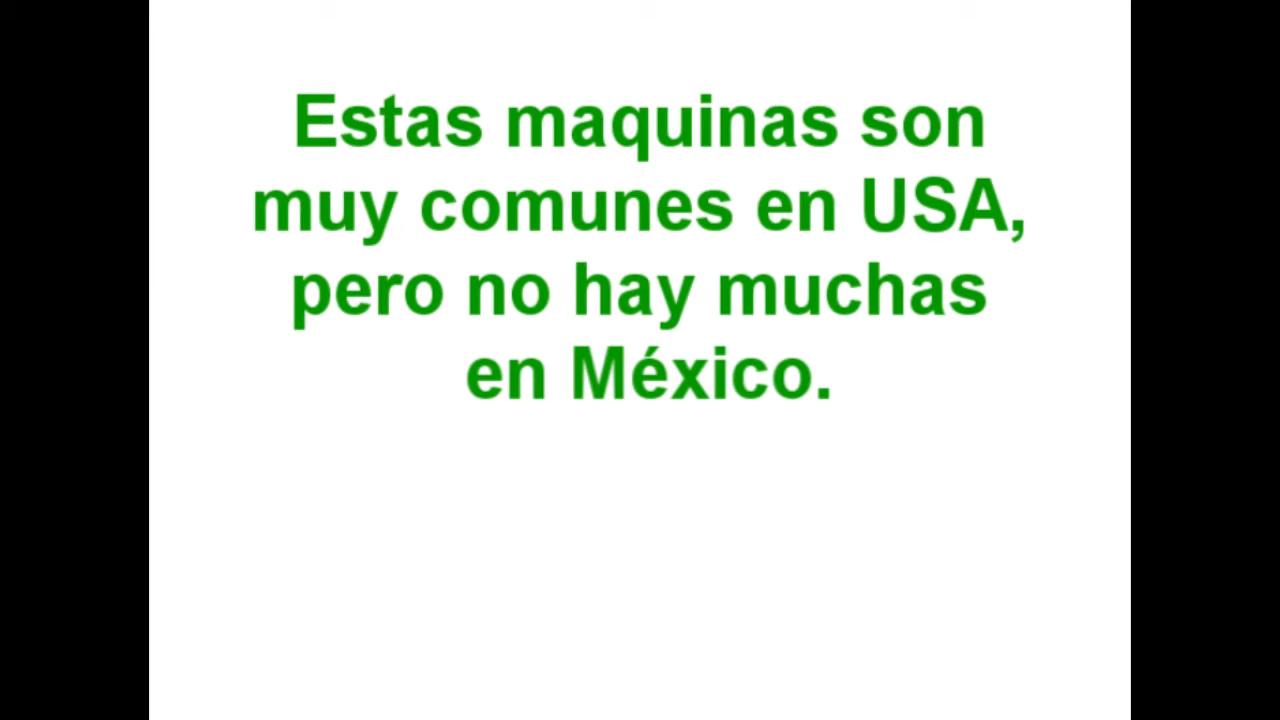 Estas maquinas son
muy comunes en USA,
pero no hay muchas
en México.